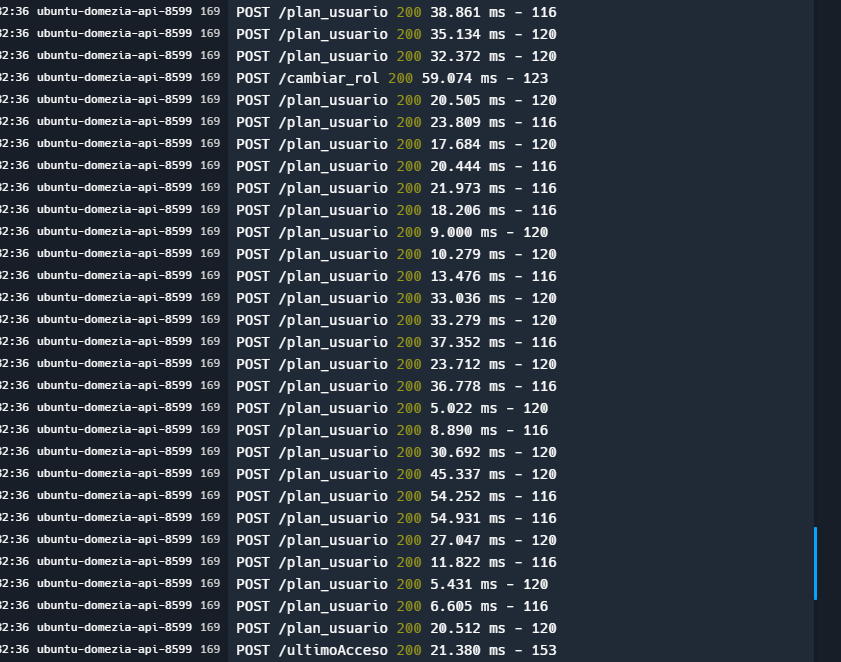 2:36 ubuntu-domezia-api-8599 169 POST /plan_usuario 200 38.861 ms - 116
2:36 ubuntu-domezia-api-8599 169 POST /plan_usuario 200 35.134 ms - 120
2:36 ubuntu-domezia-api-8599 169 POST /plan_usuario 200 32.372 ms - 120
2:36 ubuntu-domezia-api-8599 169 POST /cambiar_rol 200 59.074 ms - 123
2:36 ubuntu-domezia-api-8599 169 POST /plan_usuario 200 20.505 ms - 120
2:36 ubuntu-domezia-api-8599 169 POST /plan_usuario 200 23.809 ms - 116
2:36 ubuntu-domezia-api-8599 169 POST /plan_usuario 200 17.684 ms - 120
2:36 ubuntu-domezia-api-8599 169 POST /plan_usuario 200 20.444 ms - 116
2:36 ubuntu-domezia-api-8599 169 POST /plan_usuario 200 21.973 ms - 116
2:36 ubuntu-domezia-api-8599 169 POST /plan_usuario 200 18.206 ms - 116
2:36 ubuntu-domezia-api-8599 169 POST /plan_usuario 200 9.000 ms - 120
2:36 ubuntu-domezia-api-8599 169 POST /plan_usuario 200 10.279 ms - 120
2:36 ubuntu-domezia-api-8599 169 POST /plan_usuario 200 13.476 ms - 116
2:36 ubuntu-domezia-api-8599 169 POST /plan_usuario 200 33.036 ms - 120
2:36 ubuntu-domezia-api-8599 169 POST /plan_usuario 200 33.279 ms - 120
2:36 ubuntu-domezia-api-8599 169 POST /plan_usuario 200 37.352 ms - 116
2:36 ubuntu-domezia-api-8599 169 POST /plan_usuario 200 23.712 ms - 120
2:36 ubuntu-domezia-api-8599 169 POST /plan_usuario 200 36.778 ms - 116
2:36 ubuntu-domezia-api-8599 169 POST /plan_usuario 200 5.022 ms - 120
2:36 ubuntu-domezia-api-8599 169 POST /plan_usuario 200 8.890 ms - 116
2:36 ubuntu-domezia-api-8599 169 POST /plan_usuario 200 30.692 ms - 120
2:36 ubuntu-domezia-api-8599 169 POST /plan_usuario 200 45.337 ms - 120
2:36 ubuntu-domezia-api-8599 169 POST /plan_usuario 200 54.252 ms - 116
2:36 ubuntu-domezia-api-8599 169 POST /plan_usuario 200 54.931 ms - 116
2:36 ubuntu-domezia-api-8599 169 POST /plan_usuario 200 27.047 ms - 120
2:36 ubuntu-domezia-api-8599 169 POST /plan_usuario 200 11.822 ms - 116
2:36 ubuntu-domezia-api-8599 169 POST /plan_usuario 200 5.431 ms - 120
2:36 ubuntu-domezia-api-8599 169 POST /plan_usuario 200 6.605 ms - 116
2:36 ubuntu-domezia-api-8599 169 POST /plan_usuario 200 20.512 ms - 120
2:36 ubuntu-domezia-api-8599 169 POST /ultimoAcceso 200 21.380 ms - 153